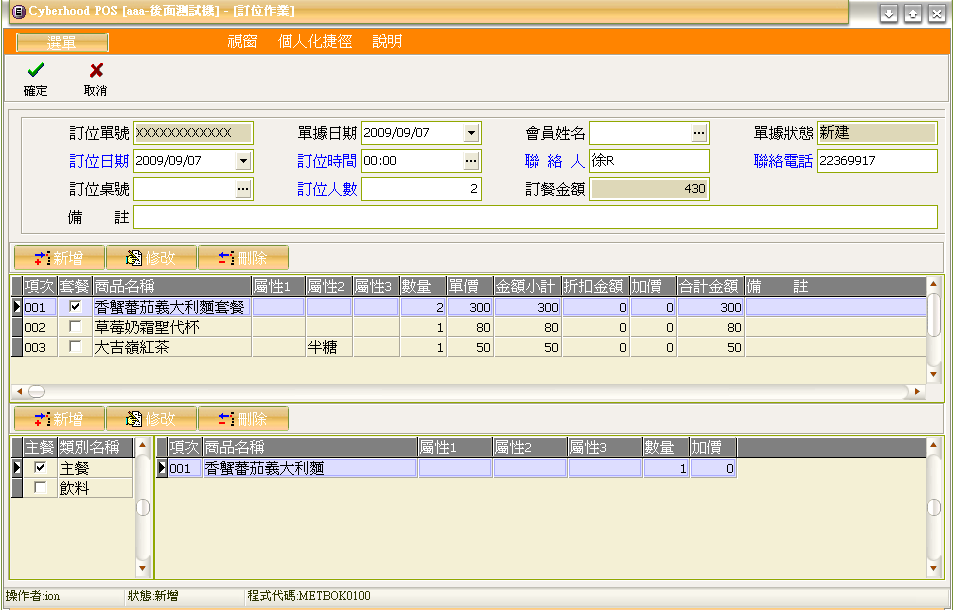 Cyberhood POS [aaa-後面測試機] - [訂位作業]
選單 視窗 個人化捷徑 說明
確定 取消
訂位單號 XXXXXXXXXXXX 單據日期 2009/09/07 會員姓名 ... 單據狀態 新建
訂位日期 2009/09/07 訂位時間 00:00 ... 聯 絡 人 徐R 聯絡電話 22369917
訂位桌號 ... 訂位人數 2 訂餐金額 430
備 註
新增 修改 刪除
項次 套餐 商品名稱 屬性1 屬性2 屬性3 數量 單價 金額小計 折扣金額 加價 合計金額 備 註
001 香蟹蕃茄義大利麵套餐 2 300 300 0 0 300
002 草莓奶霜聖代杯 1 80 80 0 0 80
003 大吉嶺紅茶 半糖 1 50 50 0 0 50
新增 修改 刪除
主餐 類別名稱 項次 商品名稱 屬性1 屬性2 屬性3 數量 加價
主餐 001 香蟹蕃茄義大利麵 1 0
飲料
操作者:ion 狀態:新增 程式代碼:METBOK0100